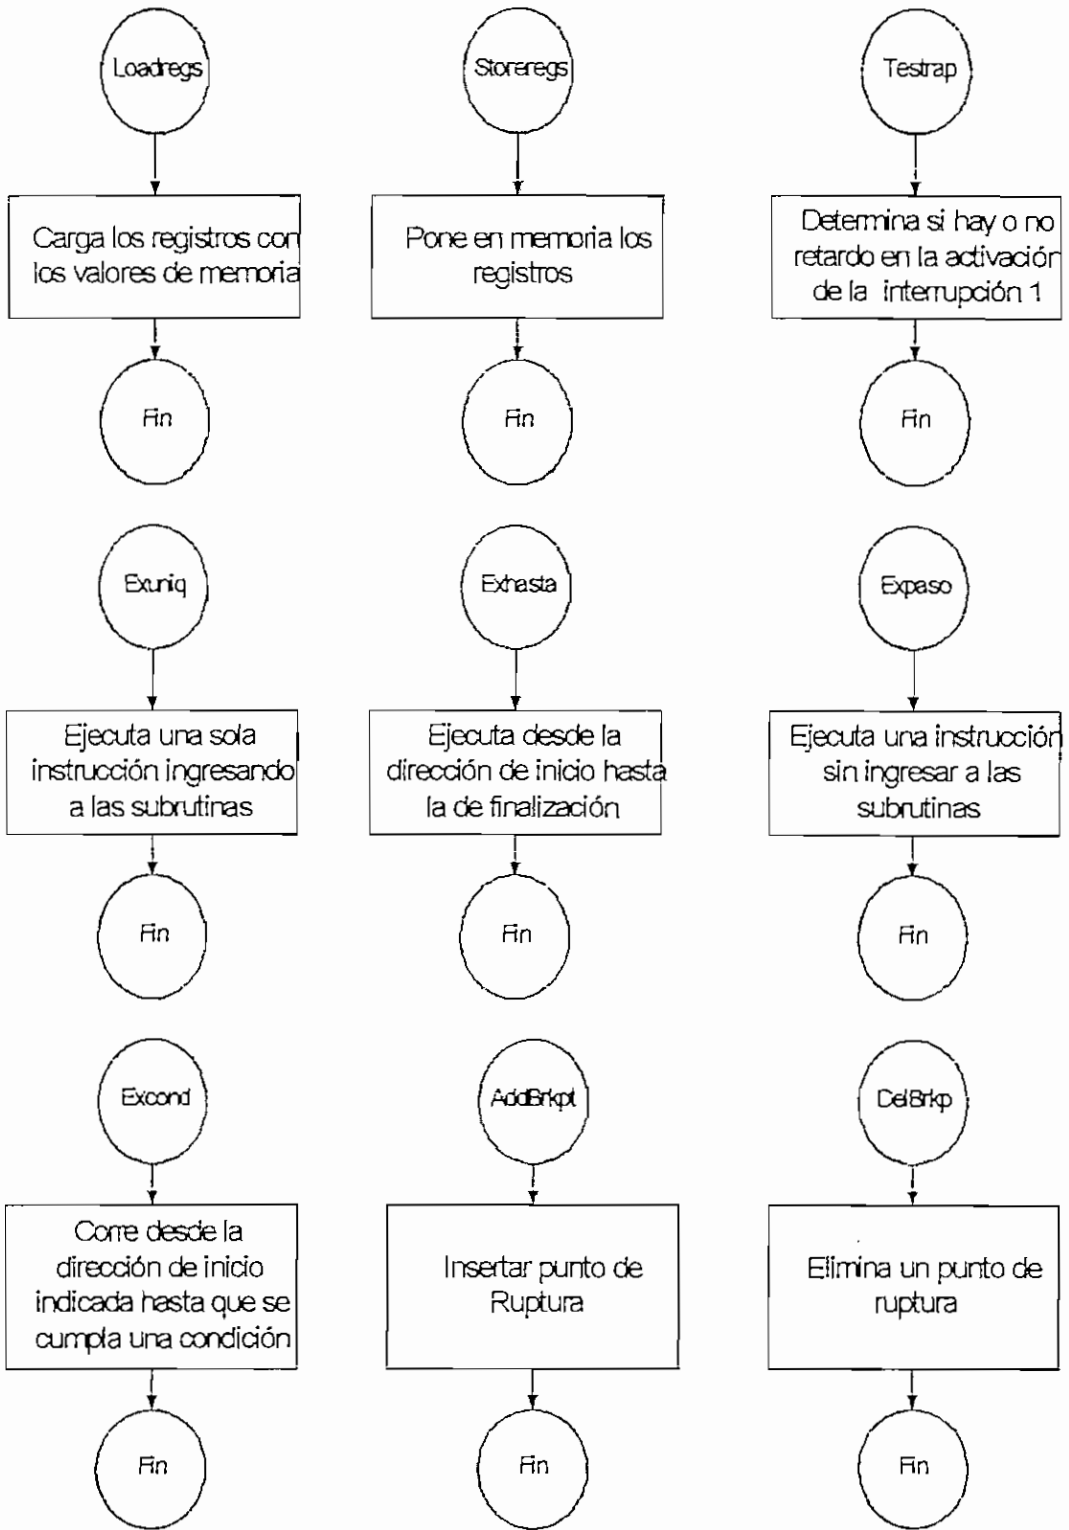 Loadregs
Storeregs
Testrap
Carga los registros con
los valores de memoria
Pone en memoria los
registros
Determina si hay o no
retardo en la activación
de la interrupción 1
Fin
Fin
Fin
Exuniq
Exhasta
Expaso
Ejecuta una sola
instrucción ingresando
a las subrutinas
Ejecuta desde la
dirección de inicio hasta
la de finalización
Ejecuta una instrucción
sin ingresar a las
subrutinas
Fin
Fin
Fin
Excond
AddBrkpt
DelBrkp
Corre desde la
dirección de inicio
indicada hasta que se
cumpla una condición
Insertar punto de
Ruptura
Elimina un punto de
ruptura
Fin
Fin
Fin